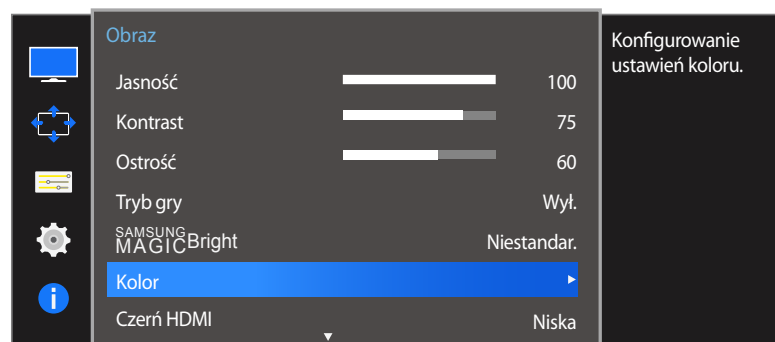 Obraz
Jasność 100
Kontrast 75
Ostrość 60
Tryb gry Wył.
SAMSUNG
MAGICBright Niestandar.
Kolor
Czerń HDMI Niska
Konfigurowanie
ustawień koloru.